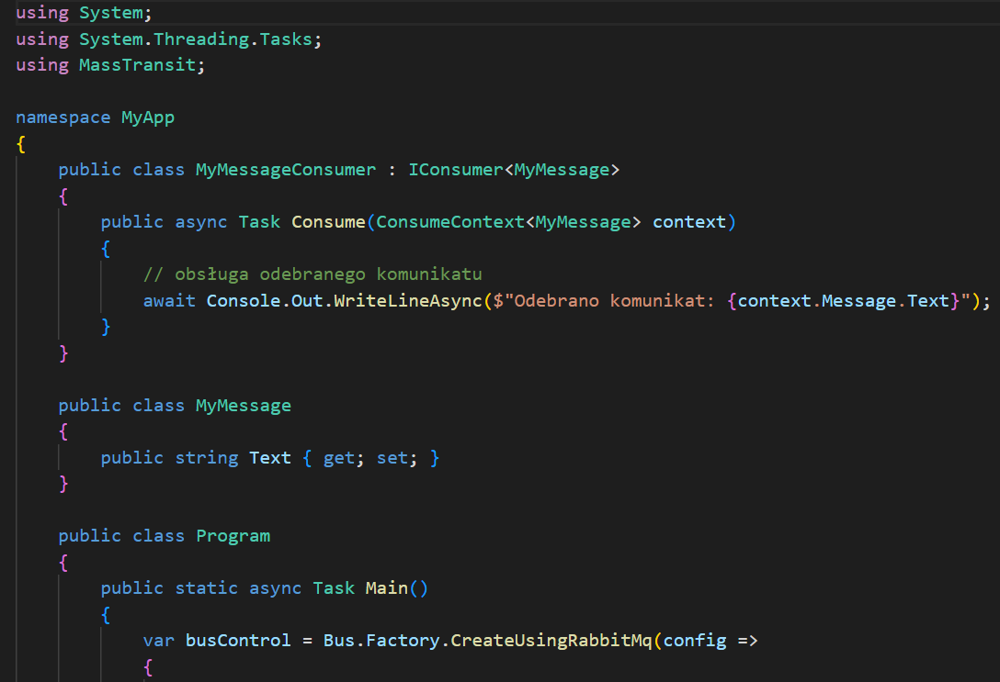 using System;
using System.Threading.Tasks;
using MassTransit;
namespace MyApp
{
    public class MyMessageConsumer : IConsumer<MyMessage>
    {
        public async Task Consume(ConsumeContext<MyMessage> context)
        {
            // obsługa odebranego komunikatu
            await Console.Out.WriteLineAsync($"Odebrano komunikat: {context.Message.Text}");
        }
    }
    public class MyMessage
    {
        public string Text { get; set; }
    }
    public class Program
    {
        public static async Task Main()
        {
            var busControl = Bus.Factory.CreateUsingRabbitMq(config =>
            {